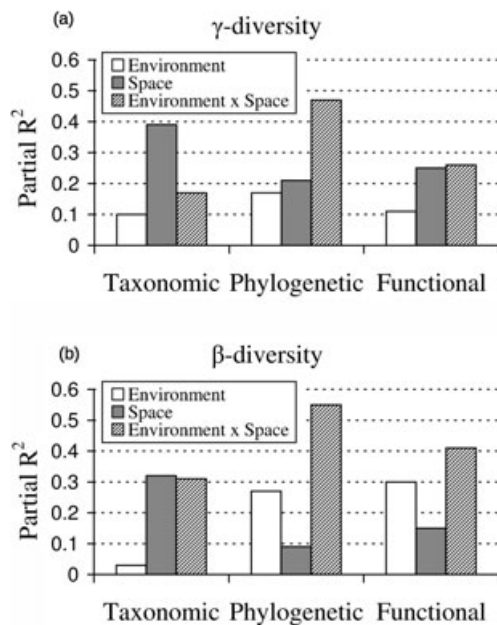 (a)
γ-diversity
0.6
0.5
0.4
0.3
0.2
0.1
0
Partial R²
Environment
Space
Environment x Space
Taxonomic Phylogenetic Functional
(b)
β-diversity
0.6
0.5
0.4
0.3
0.2
0.1
0
Partial R²
Environment
Space
Environment x Space
Taxonomic Phylogenetic Functional